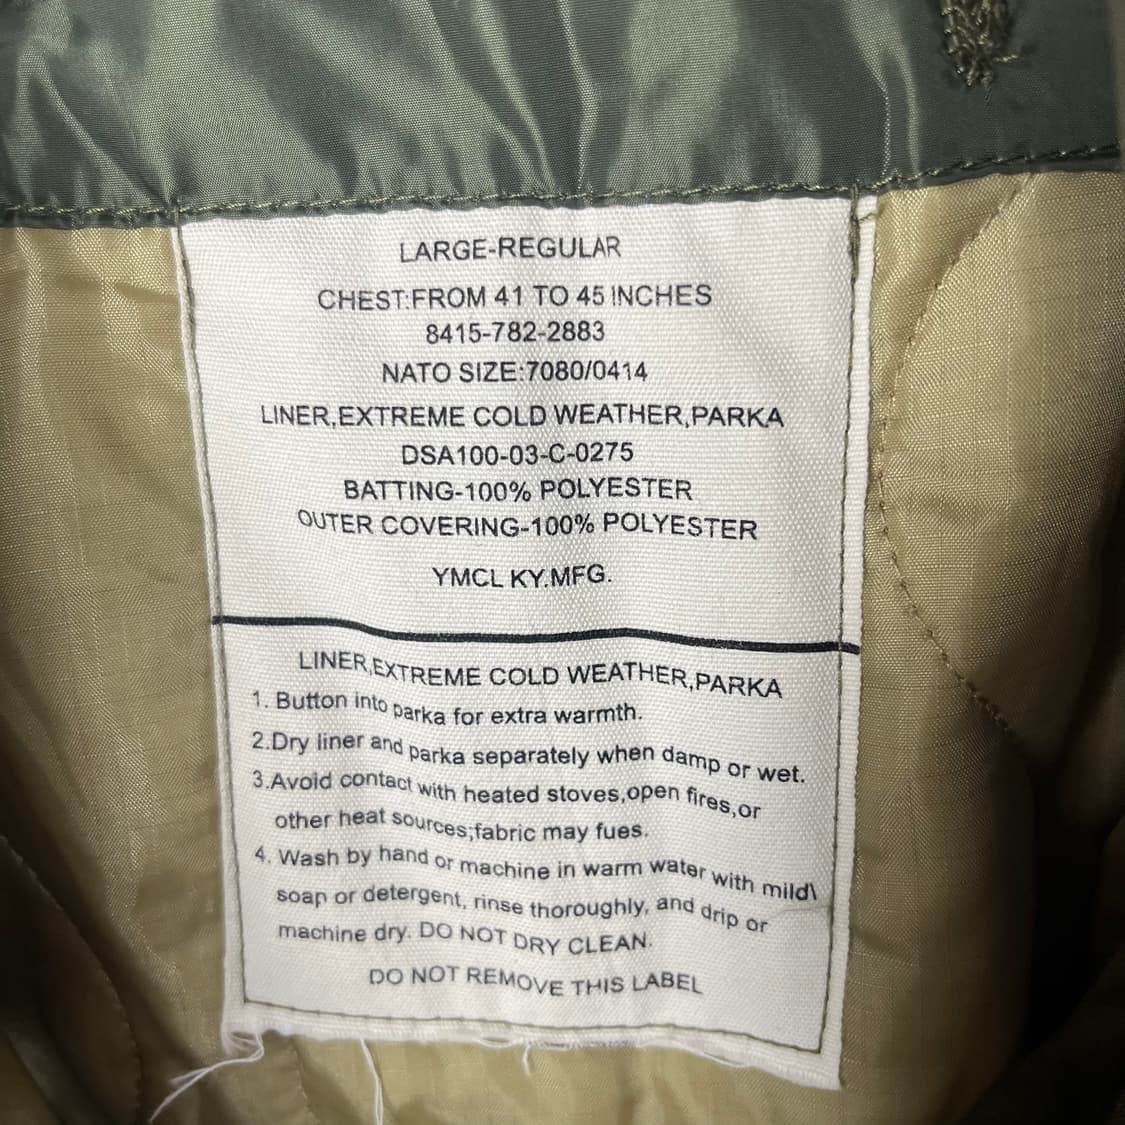 LARGE-REGULAR
CHEST:FROM 41 TO 45 INCHES
8415-782-2883
NATO SIZE:7080/0414
LINER,EXTREME COLD WEATHER,PARKA
DSA100-03-C-0275
BATTING-100% POLYESTER
OUTER COVERING-100% POLYESTER
YMCL KY.MFG.
LINER,EXTREME COLD WEATHER,PARKA
1. Button into parka for extra warmth.
2.Dry liner and parka separately when damp or wet.
3.Avoid contact with heated stoves,open fires,or
other heat sources;fabric may fues.
4. Wash by hand or machine in warm water with mild\
soap or detergent, rinse thoroughly, and drip or
machine dry. DO NOT DRY CLEAN.
DO NOT REMOVE THIS LABEL